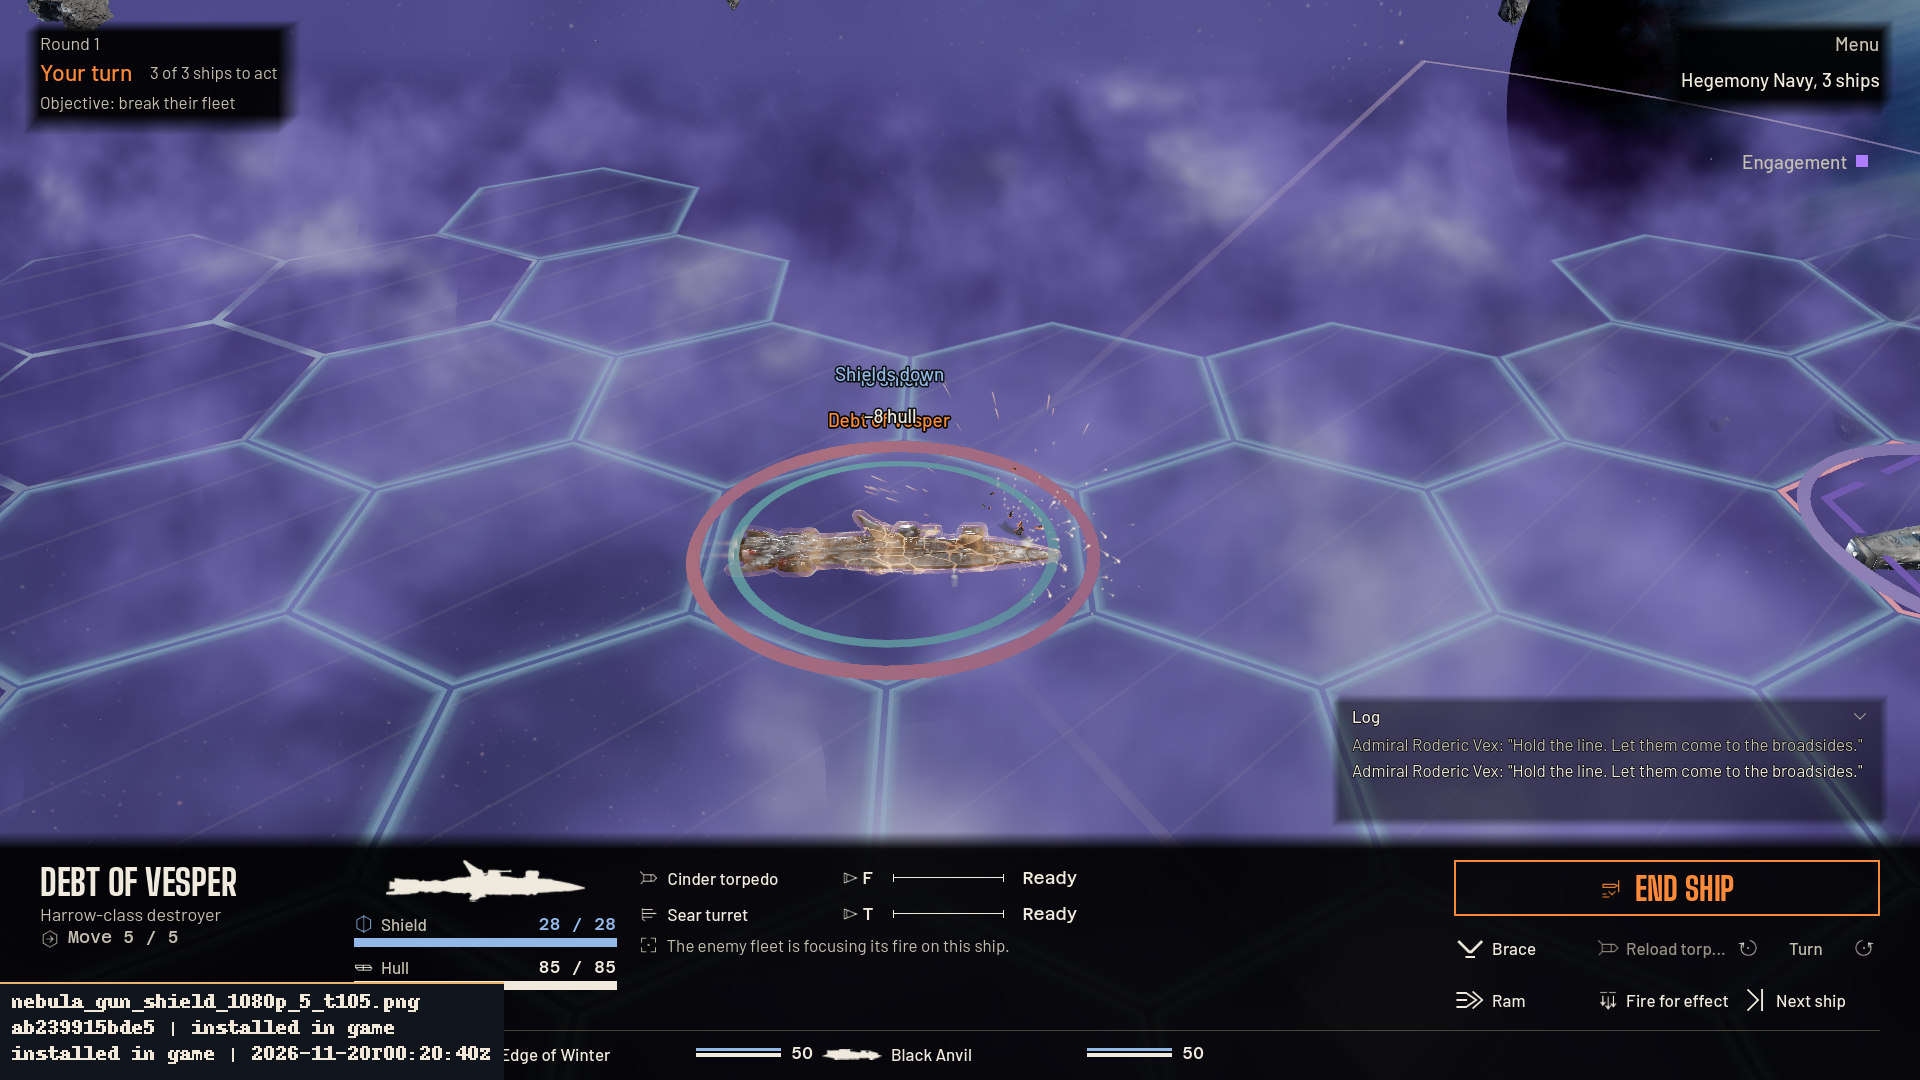 Round 1
Your turn 3 of 3 ships to act
Objective: break their fleet
Menu
Hegemony Navy, 3 ships
Engagement
Shields down
-8 hull
Debt of Vesper
Log
Admiral Roderic Vex: "Hold the line. Let them come to the broadsides."
Admiral Roderic Vex: "Hold the line. Let them come to the broadsides."
DEBT OF VESPER
Harrow-class destroyer
Move 5 / 5
Shield 28 / 28
Hull 85 / 85
Cinder torpedo F Ready
Sear turret T Ready
The enemy fleet is focusing its fire on this ship.
END SHIP
Brace Reload torp... Turn
Ram Fire for effect Next ship
nebula_gun_shield_1080p_5_t105.png
ab239915bde5 | installed in game
installed in game | 2026-11-20T00:20:40Z
Edge of Winter 50 Black Anvil 50